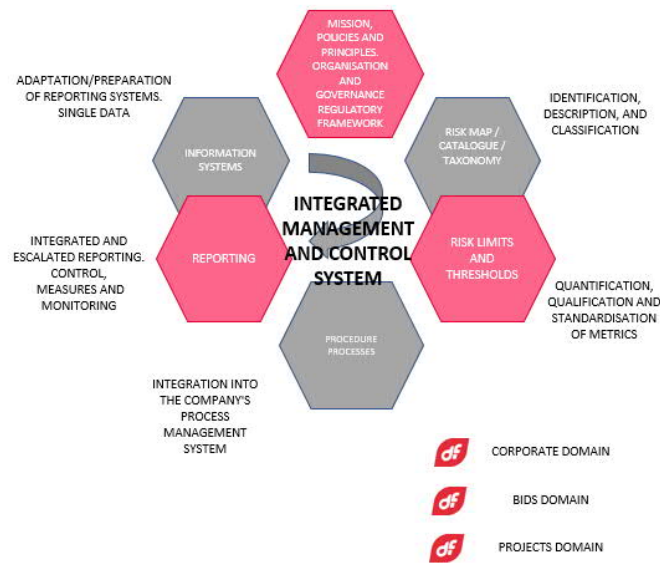 MISSION,
POLICIES AND
PRINCIPLES.
ORGANISATION
AND
GOVERNANCE
REGULATORY
FRAMEWORK
ADAPTATION/PREPARATION
OF REPORTING SYSTEMS.
SINGLE DATA
IDENTIFICATION,
DESCRIPTION, AND
CLASSIFICATION
INFORMATION
SYSTEMS
RISK MAP /
CATALOGUE /
TAXONOMY
INTEGRATED
MANAGEMENT
AND CONTROL
SYSTEM
INTEGRATED AND
ESCALATED REPORTING.
CONTROL,
MEASURES AND
MONITORING
REPORTING
RISK LIMITS
AND
THRESHOLDS
QUANTIFICATION,
QUALIFICATION AND
STANDARDISATION
OF METRICS
PROCEDURE
PROCESSES
INTEGRATION INTO
THE COMPANY'S
PROCESS
MANAGEMENT
SYSTEM
df CORPORATE DOMAIN
df BIDS DOMAIN
df PROJECTS DOMAIN